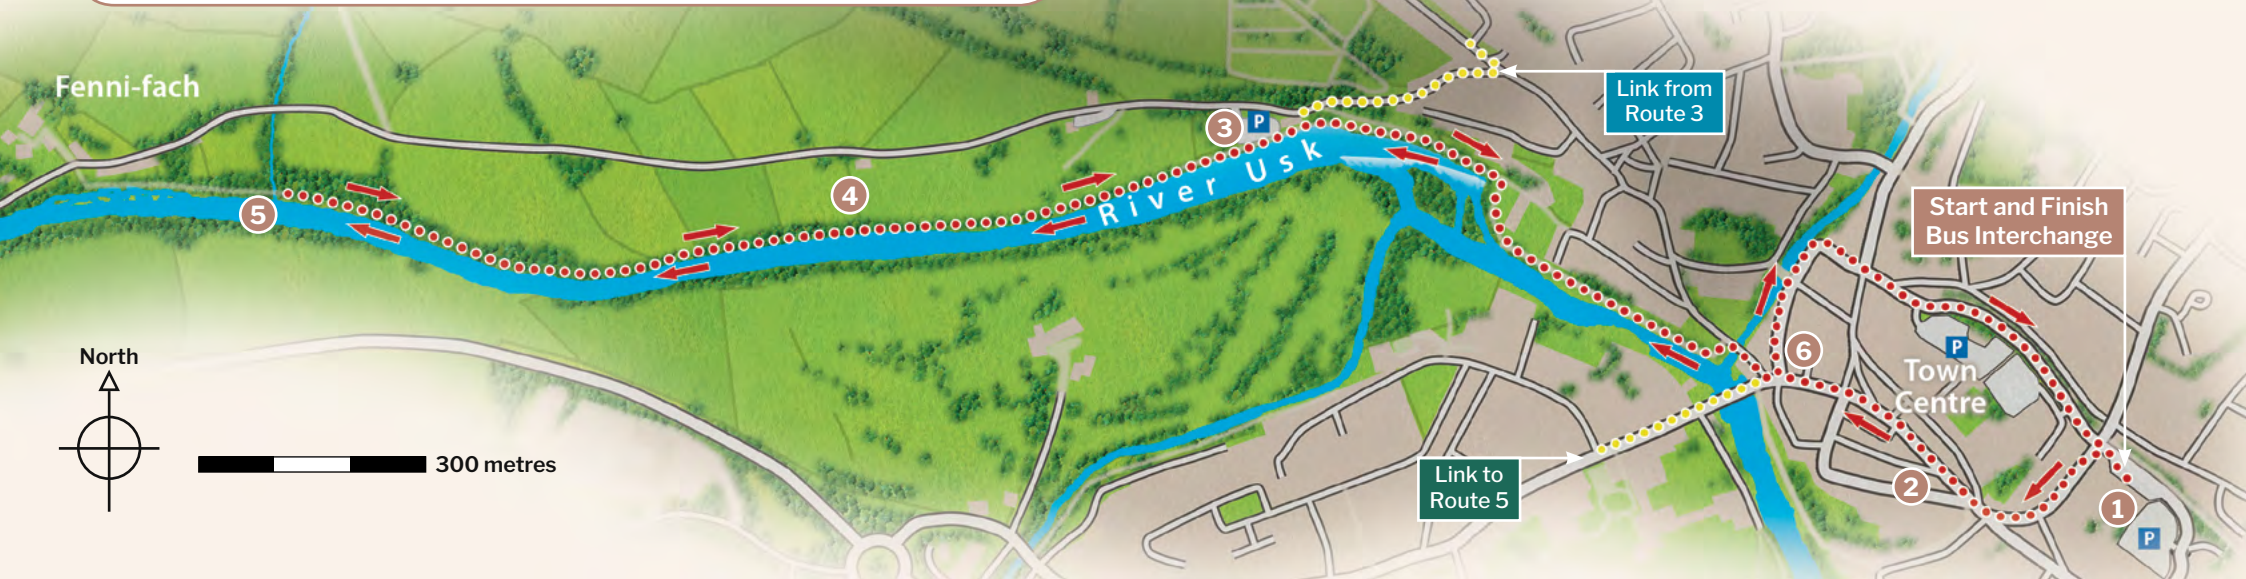 Fenni-fach
Link from
Route 3
3
P
River Usk
4
5
Start and Finish
Bus Interchange
North
300 metres
6
P
Town
Centre
Link to
Route 5
2
1
P